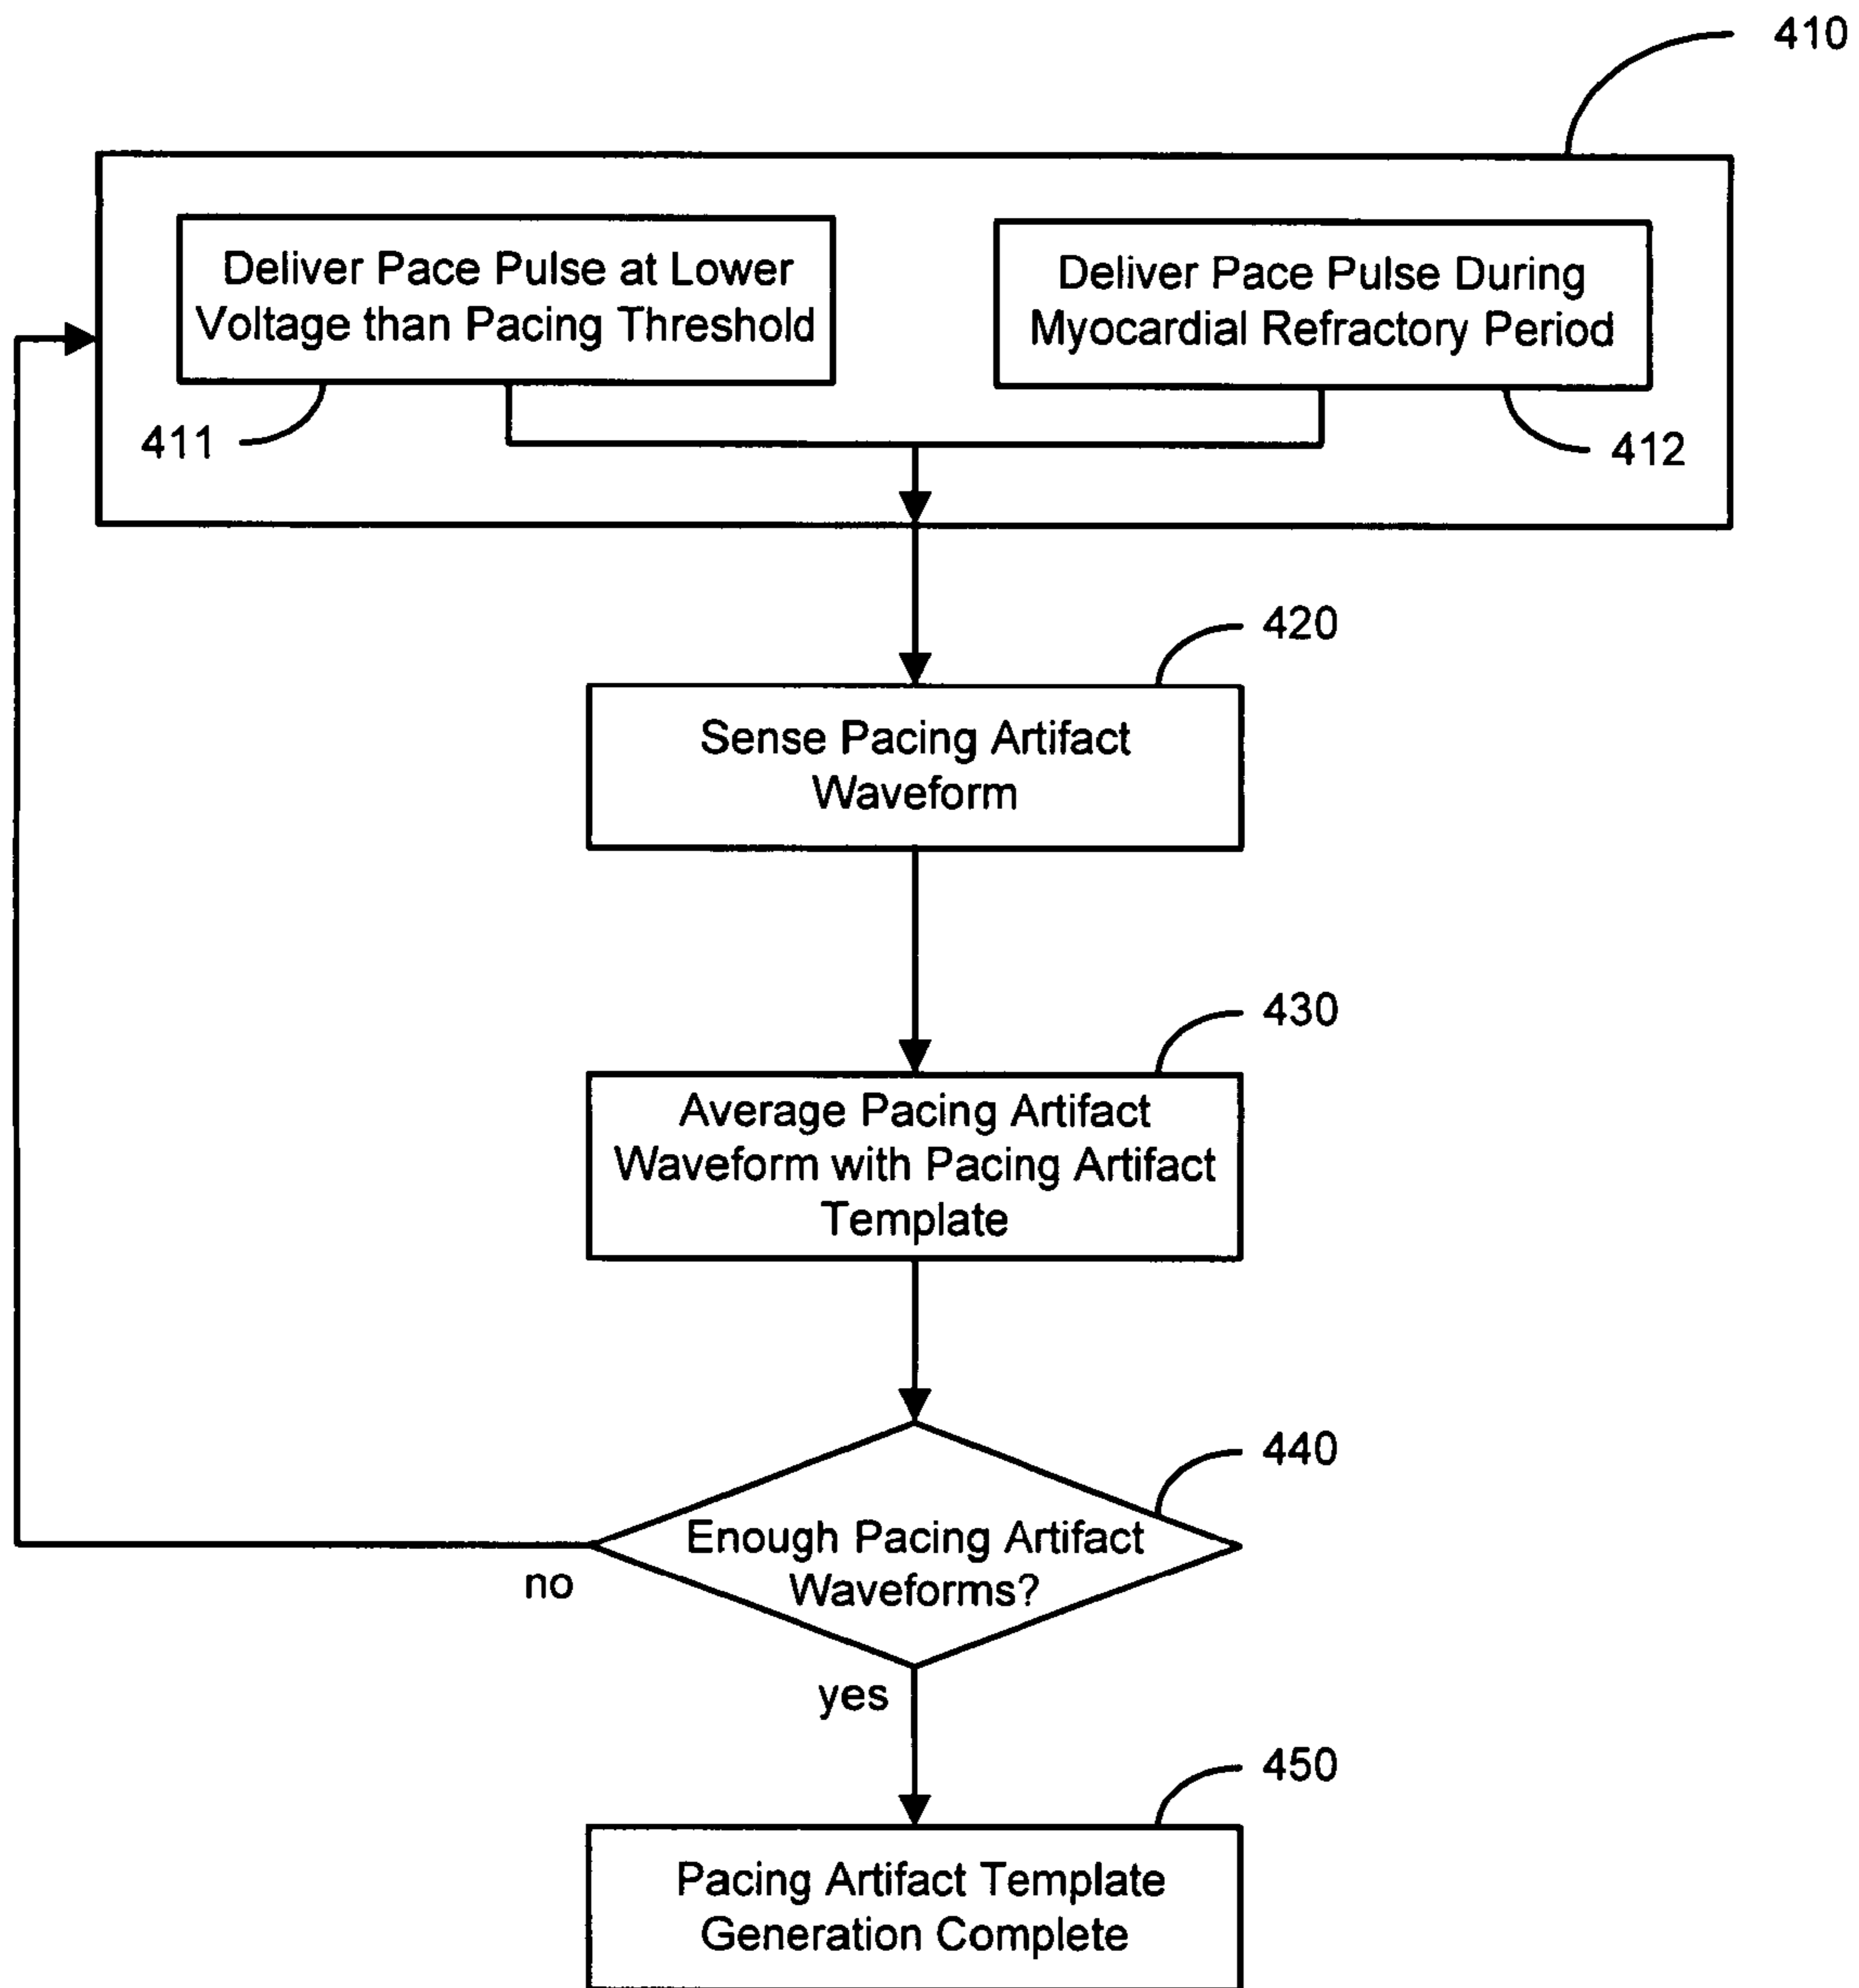 410
Deliver Pace Pulse at Lower
Voltage than Pacing Threshold
Deliver Pace Pulse During
Myocardial Refractory Period
411
412
420
Sense Pacing Artifact
Waveform
430
Average Pacing Artifact
Waveform with Pacing Artifact
Template
440
Enough Pacing Artifact
Waveforms?
no
yes
450
Pacing Artifact Template
Generation Complete